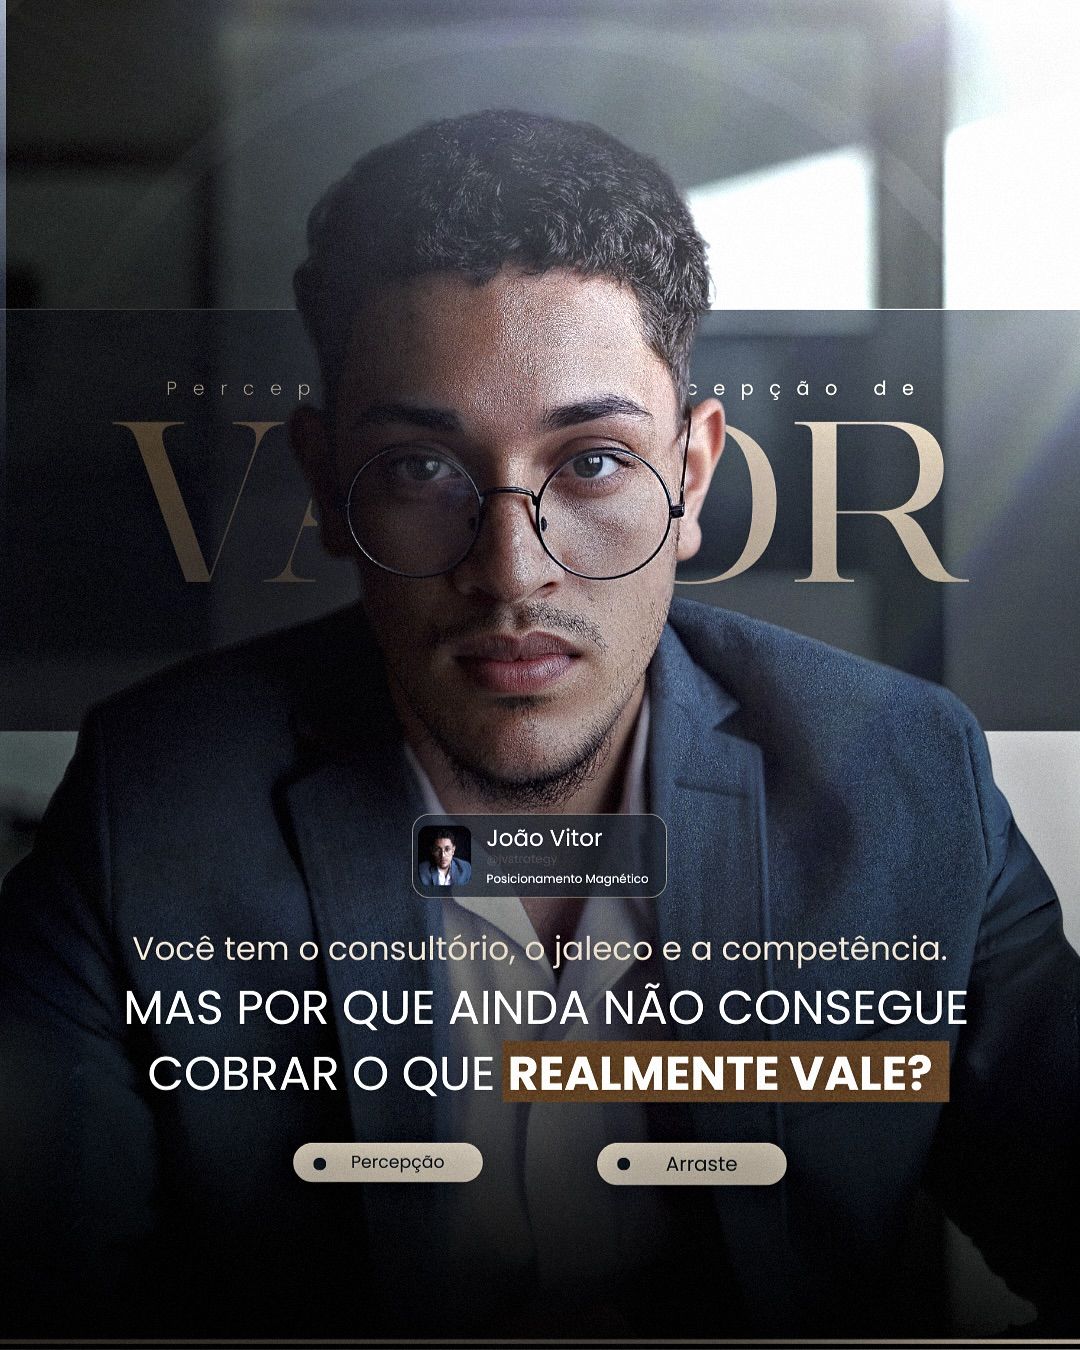 Percep cepção de
VA OR
João Vitor
@jvstrategy
Posicionamento Magnético
Você tem o consultório, o jaleco e a competência.
MAS POR QUE AINDA NÃO CONSEGUE
COBRAR O QUE REALMENTE VALE?
Percepção
Arraste